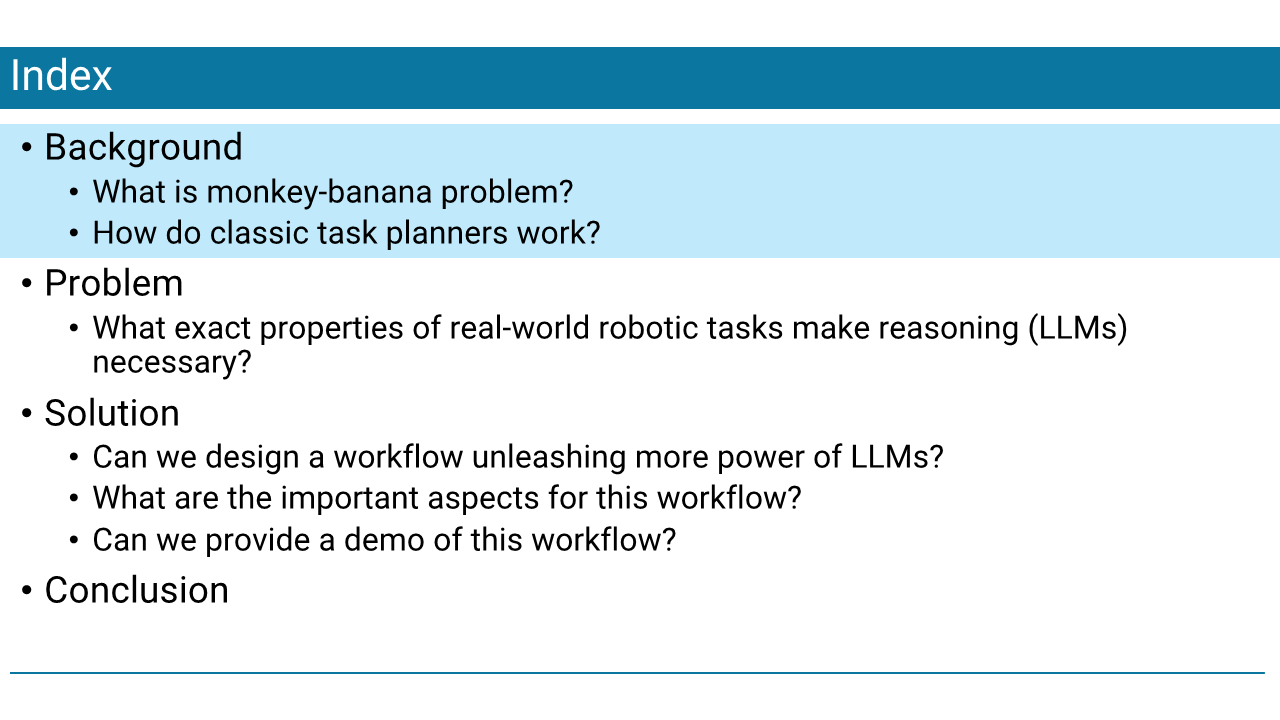 Index
• Background
• What is monkey-banana problem?
• How do classic task planners work?
• Problem
• What exact properties of real-world robotic tasks make reasoning (LLMs)
necessary?
• Solution
• Can we design a workflow unleashing more power of LLMs?
• What are the important aspects for this workflow?
• Can we provide a demo of this workflow?
• Conclusion